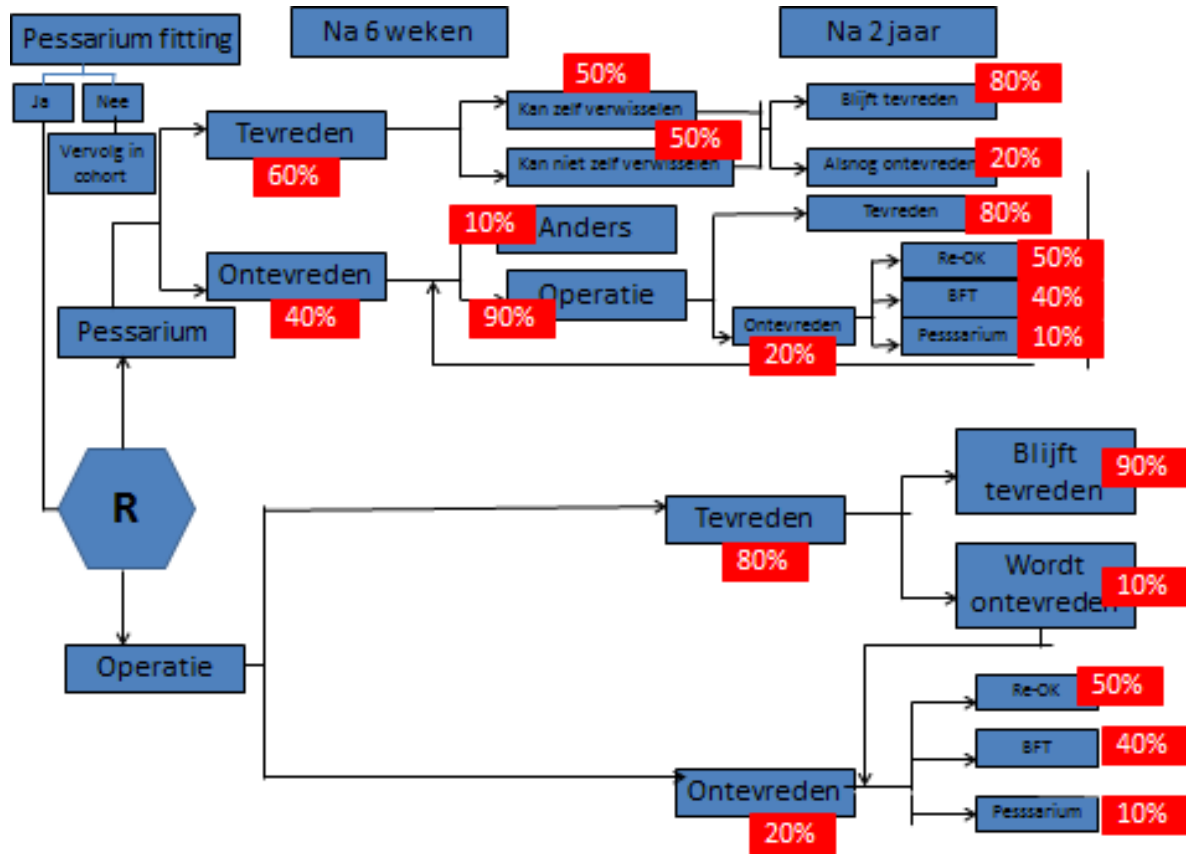 Pessarium fitting
Na 6 weken
Na 2 jaar
Ja
Nee
Vervolg in
cohort
Tevreden
60%
50%
Kan zelf verwisselen
50%
Kan niet zelf verwisselen
Blijft tevreden
80%
Alsnog ontevreden
20%
Ontevreden
40%
10%
Anders
90%
Operatie
Tevreden
80%
Ontevreden
20%
Re-OK
50%
BFT
40%
Pesssarium
10%
Pessarium
R
Operatie
Tevreden
80%
Blijft
tevreden
90%
Wordt
ontevreden
10%
Ontevreden
20%
Re-OK
50%
BFT
40%
Pesssarium
10%